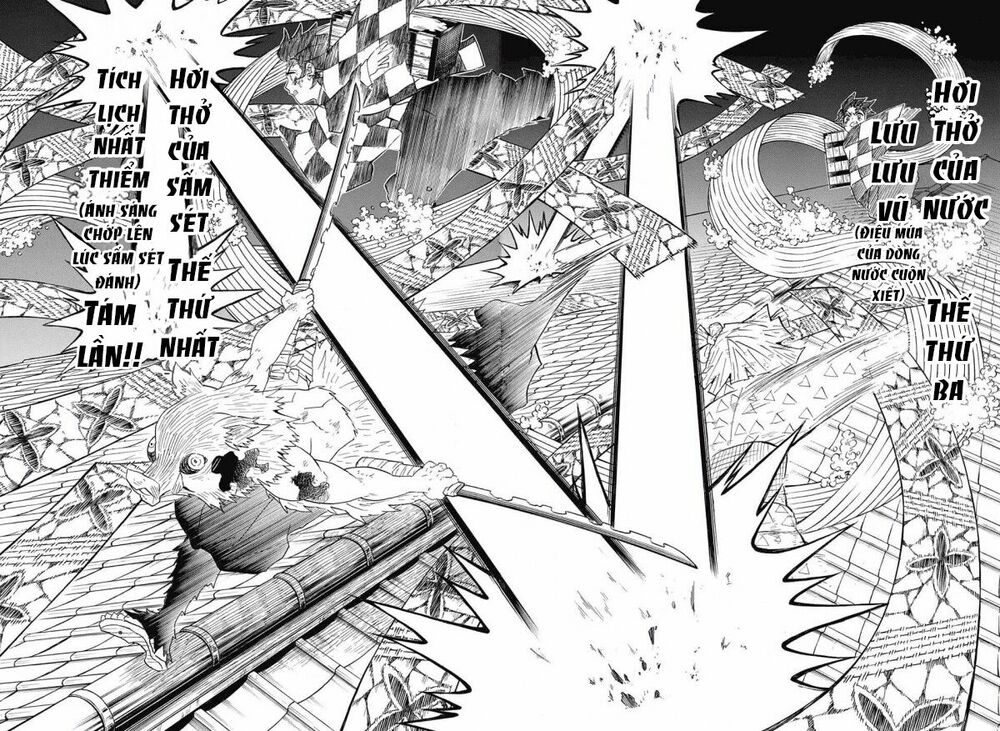 HƠI
THỞ
CỦA
NƯỚC
THẾ
THỨ
BA
LƯU
LƯU
VŨ
(ĐIỆU MÚA
CỦA DÒNG
NƯỚC CUỘN
XIẾT)
HƠI
THỞ
CỦA
SẤM
SÉT
THẾ
THỨ
NHẤT
TÍCH
LỊCH
NHẤT
THIỂM
(ÁNH SÁNG
CHỚP LÊN
LÚC SẤM SÉT
ĐÁNH)
TÁM
LẦN!!